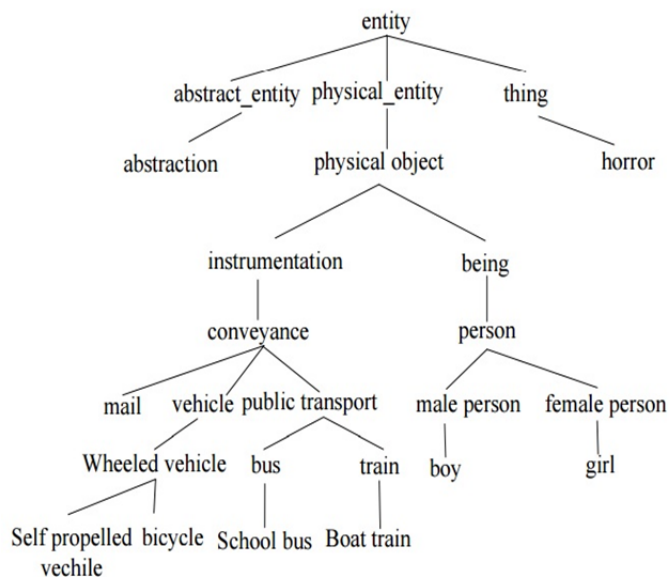 entity
abstract_entity physical_entity thing
abstraction physical object horror
instrumentation being
conveyance person
mail vehicle public transport male person female person
Wheeled vehicle bus train boy girl
Self propelled bicycle School bus Boat train
vechile